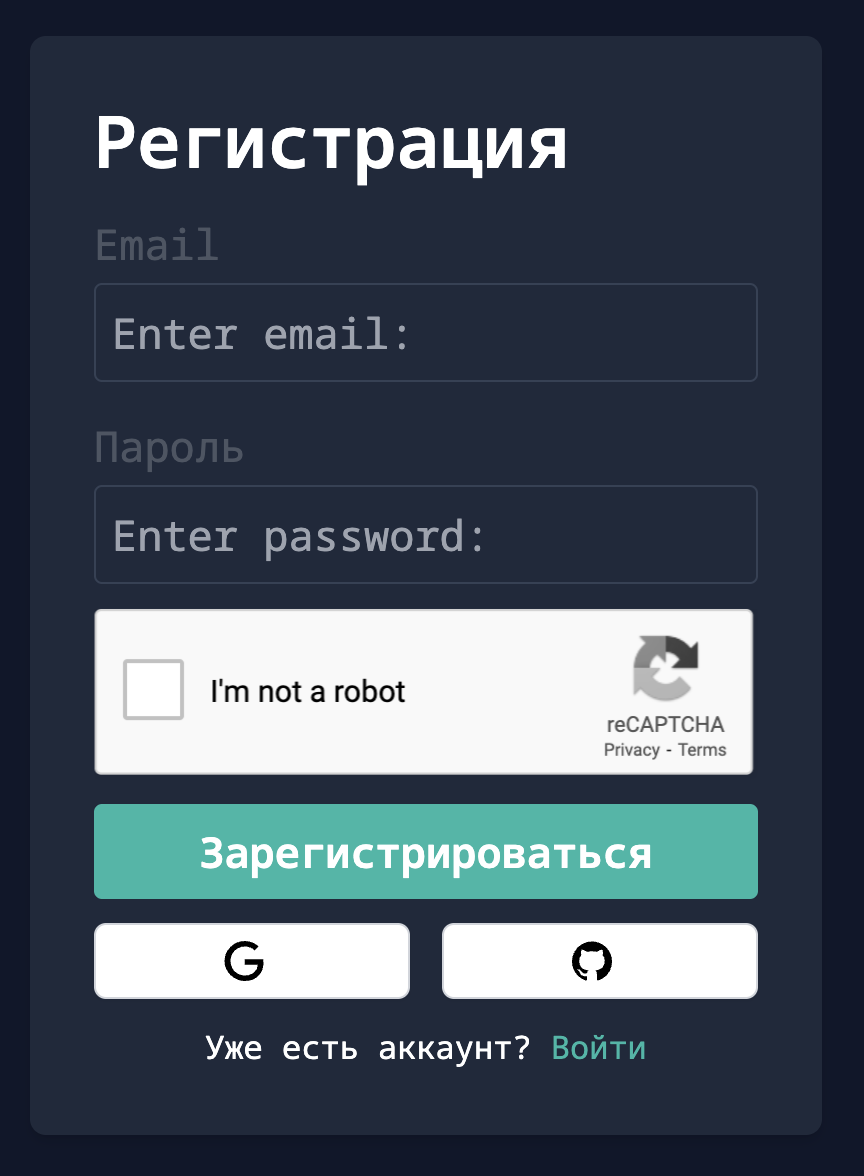 Регистрация
Email
Enter email:
Пароль
Enter password:
I'm not a robot
reCAPTCHA
Privacy - Terms
Зарегистрироваться
Уже есть аккаунт? Войти